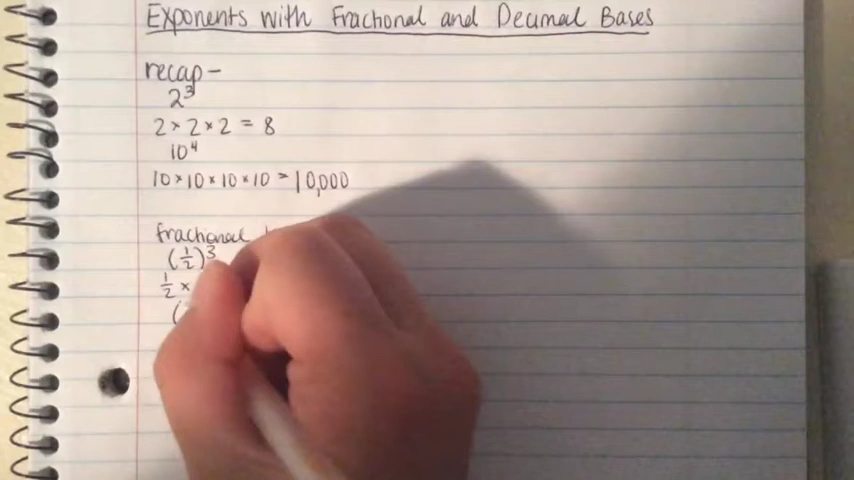 Exponents with Fractional and Decimal Bases
recap-
2³
2 × 2 × 2 = 8
10⁴
10 × 10 × 10 × 10 = 10,000
fractional
(1/2)³
1/2 ×
(